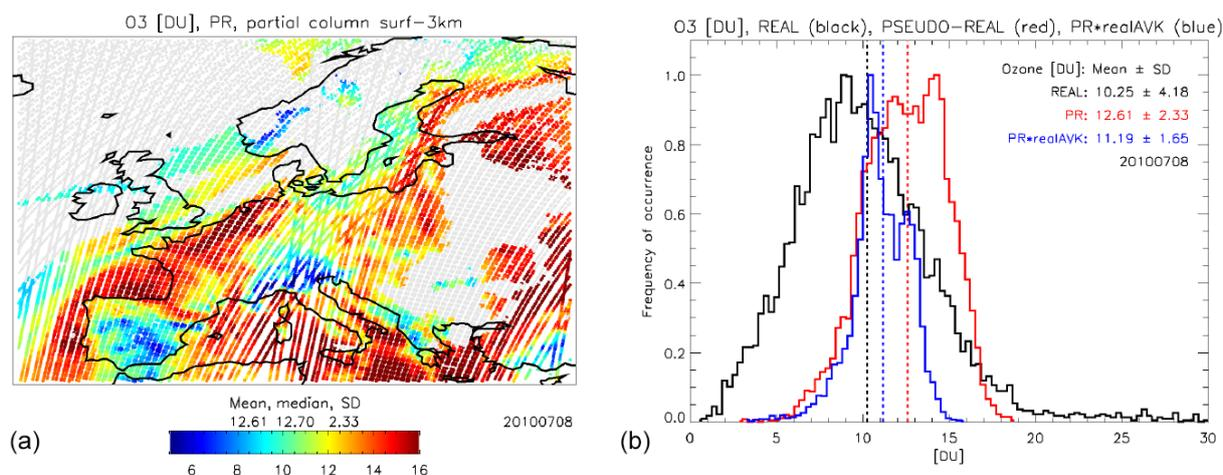 O3 [DU], PR, partial column surf-3km
Mean, median, SD
12.61 12.70 2.33
20100708
(a)
6 8 10 12 14 16
O3 [DU], REAL (black), PSEUDO-REAL (red), PR*realAVK (blue)
Ozone [DU]: Mean ± SD
REAL: 10.25 ± 4.18
PR: 12.61 ± 2.33
PR*realAVK: 11.19 ± 1.65
20100708
Frequency of occurrence
1.0
0.8
0.6
0.4
0.2
0.0
0 5 10 15 20 25 30
[DU]
(b)